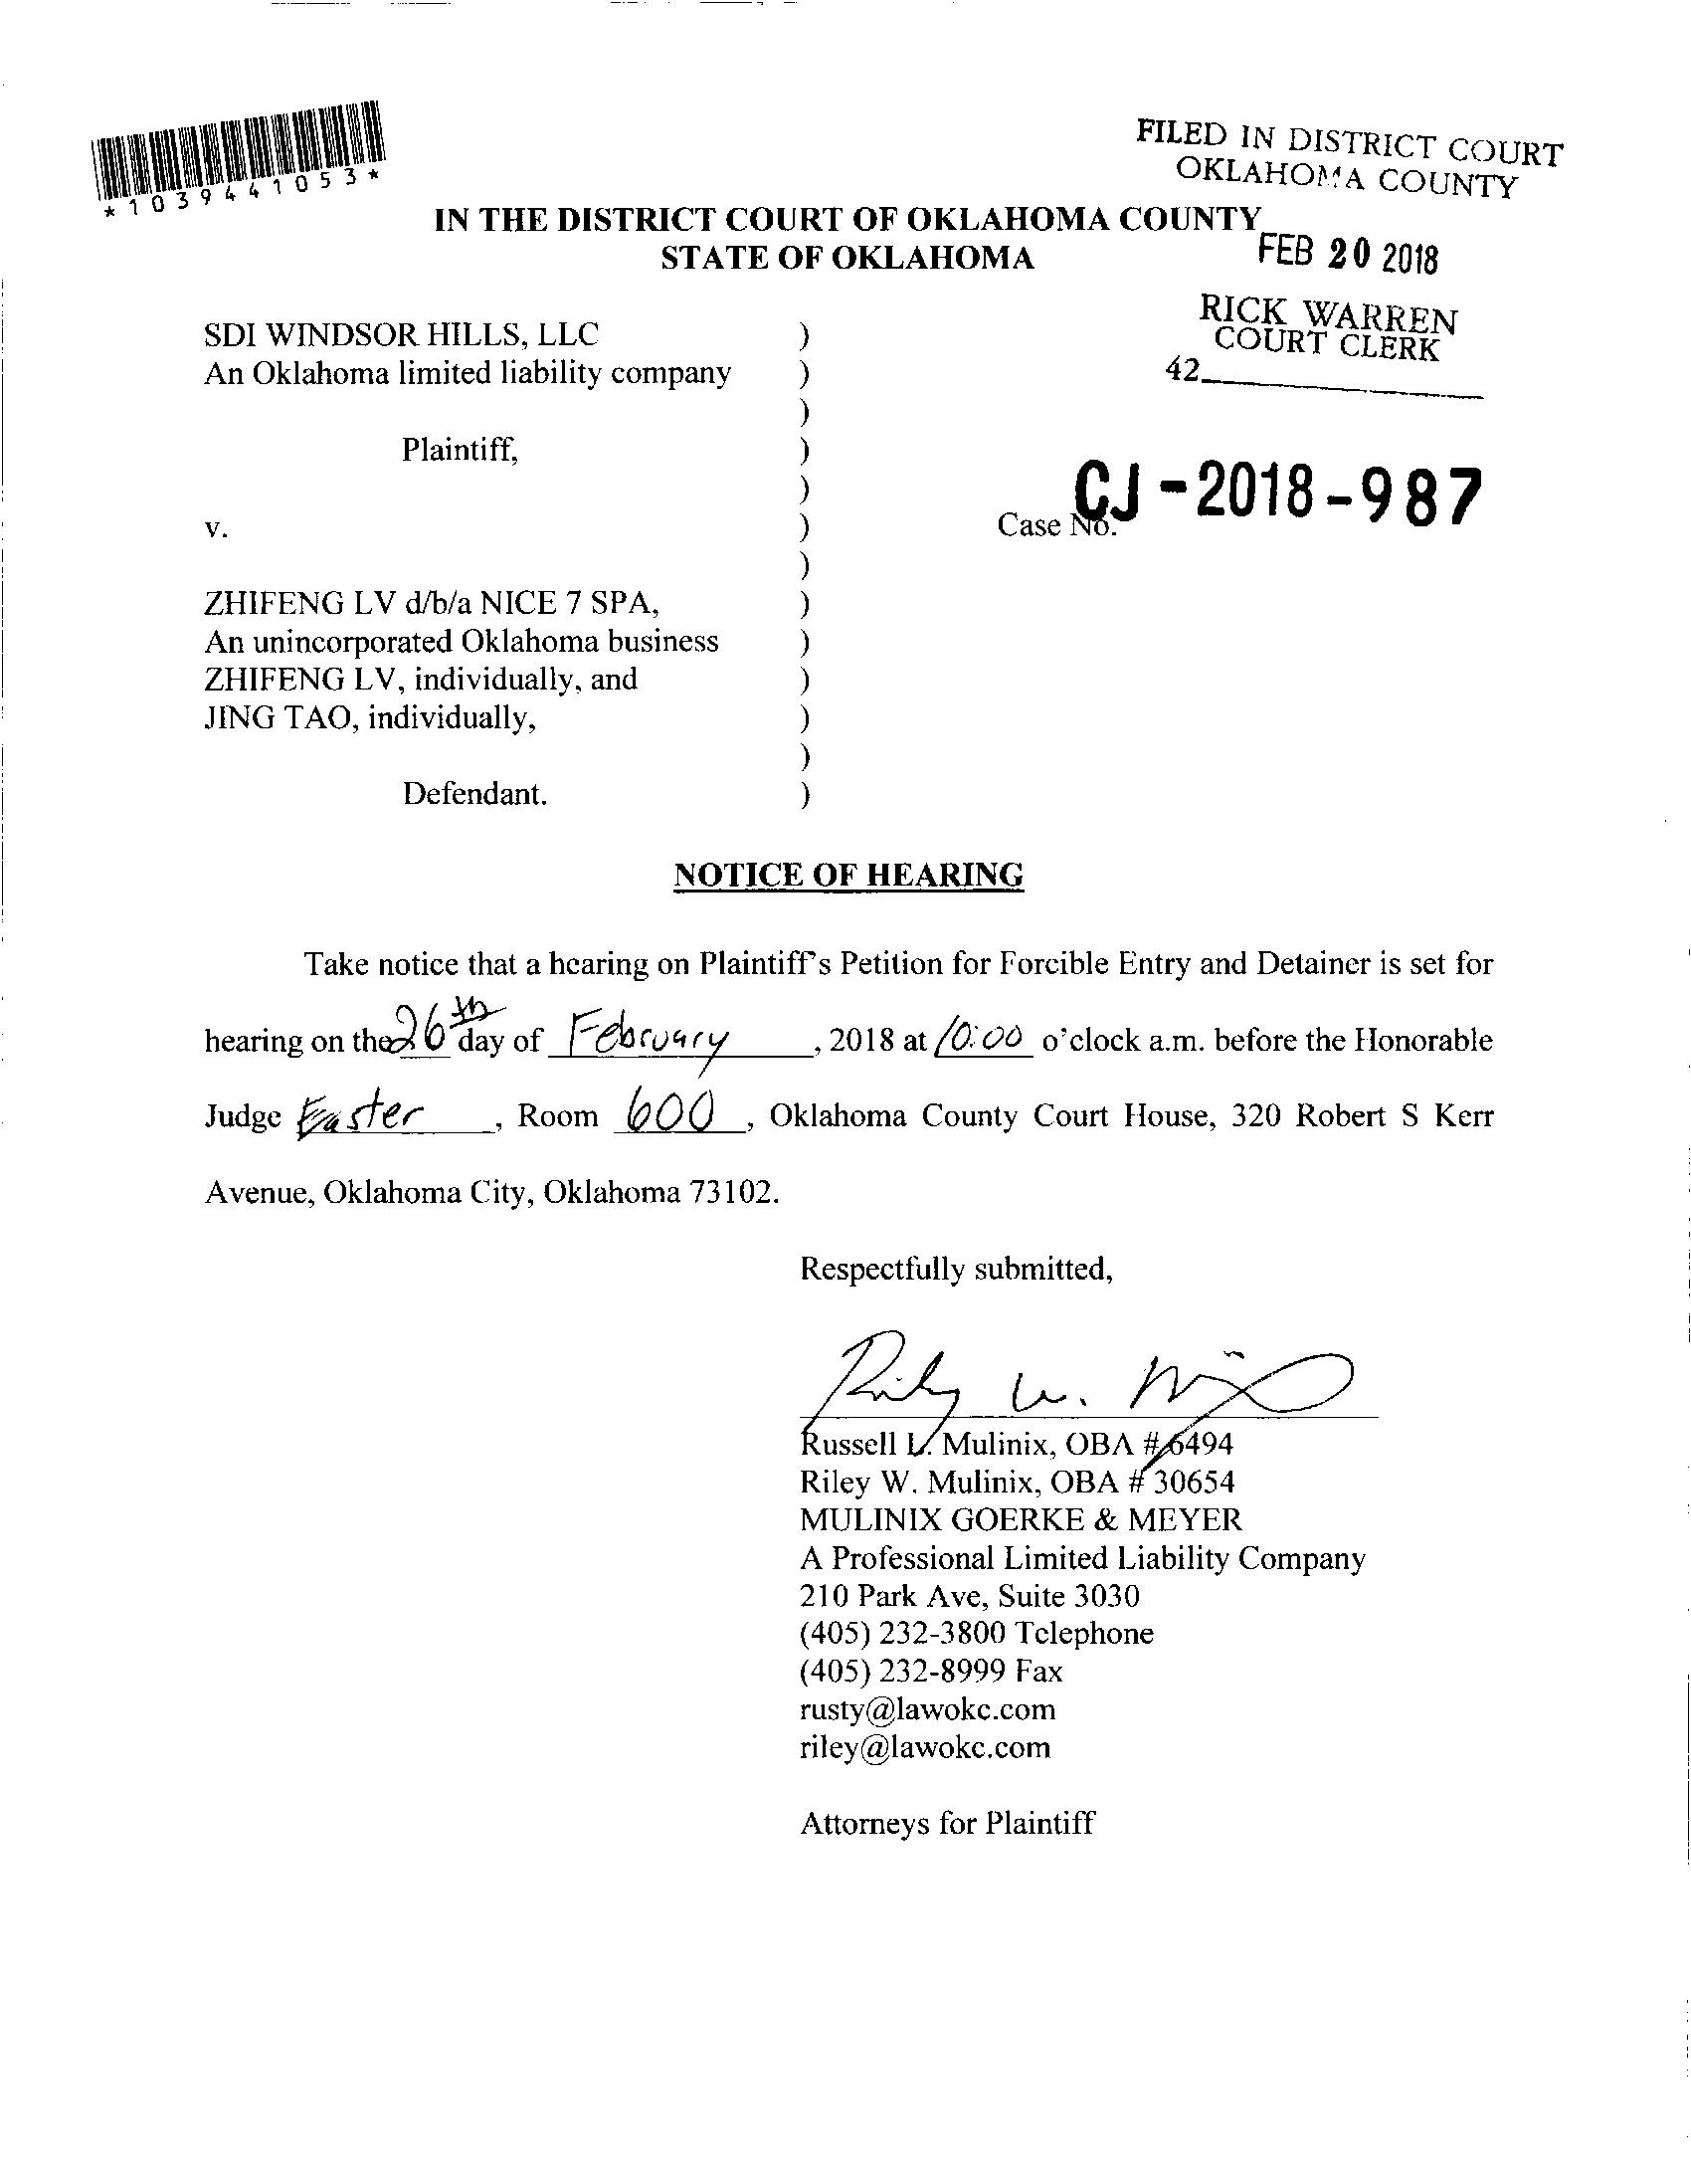 *1039441053*
FILED IN DISTRICT COURT
OKLAHOMA COUNTY
IN THE DISTRICT COURT OF OKLAHOMA COUNTY
STATE OF OKLAHOMA
FEB 20 2018
RICK WARREN
COURT CLERK
42
SDI WINDSOR HILLS, LLC )
An Oklahoma limited liability company )
)
Plaintiff, )
)
v. ) Case No. CJ-2018-987
)
ZHIFENG LV d/b/a NICE 7 SPA, )
An unincorporated Oklahoma business )
ZHIFENG LV, individually, and )
JING TAO, individually, )
)
Defendant. )
NOTICE OF HEARING
Take notice that a hearing on Plaintiff's Petition for Forcible Entry and Detainer is set for
hearing on the 26th day of February, 2018 at 10:00 o'clock a.m. before the Honorable
Judge Easter, Room 600, Oklahoma County Court House, 320 Robert S Kerr
Avenue, Oklahoma City, Oklahoma 73102.
Respectfully submitted,
Riley W. Mulinix
Russell L. Mulinix, OBA #6494
Riley W. Mulinix, OBA # 30654
MULINIX GOERKE & MEYER
A Professional Limited Liability Company
210 Park Ave, Suite 3030
(405) 232-3800 Telephone
(405) 232-8999 Fax
rusty@lawokc.com
riley@lawokc.com
Attorneys for Plaintiff